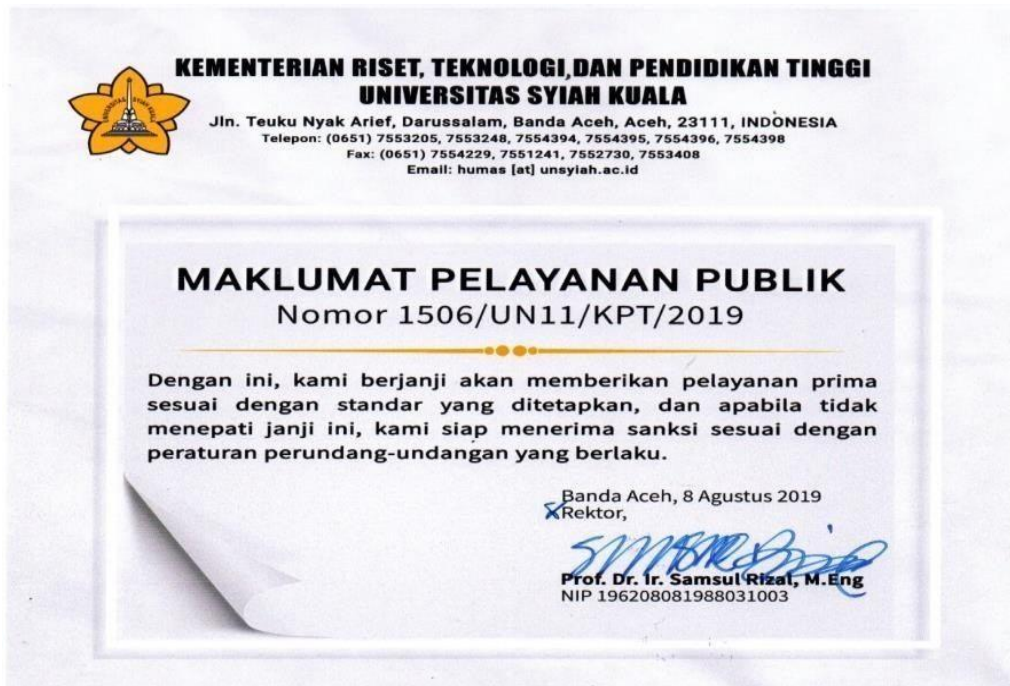 KEMENTERIAN RISET, TEKNOLOGI,DAN PENDIDIKAN TINGGI
UNIVERSITAS SYIAH KUALA
Jln. Teuku Nyak Arief, Darussalam, Banda Aceh, Aceh, 23111, INDONESIA
Telepon: (0651) 7553205, 7553248, 7554394, 7554395, 7554396, 7554398
Fax: (0651) 7554229, 7551241, 7552730, 7553408
Email: humas [at] unsyiah.ac.id
UNIVERSITAS SYIAH KUALA
MAKLUMAT PELAYANAN PUBLIK
Nomor 1506/UN11/KPT/2019
Dengan ini, kami berjanji akan memberikan pelayanan prima
sesuai dengan standar yang ditetapkan, dan apabila tidak
menepati janji ini, kami siap menerima sanksi sesuai dengan
peraturan perundang-undangan yang berlaku.
Banda Aceh, 8 Agustus 2019
Rektor,
Prof. Dr. Ir. Samsul Rizal, M.Eng
NIP 196208081988031003